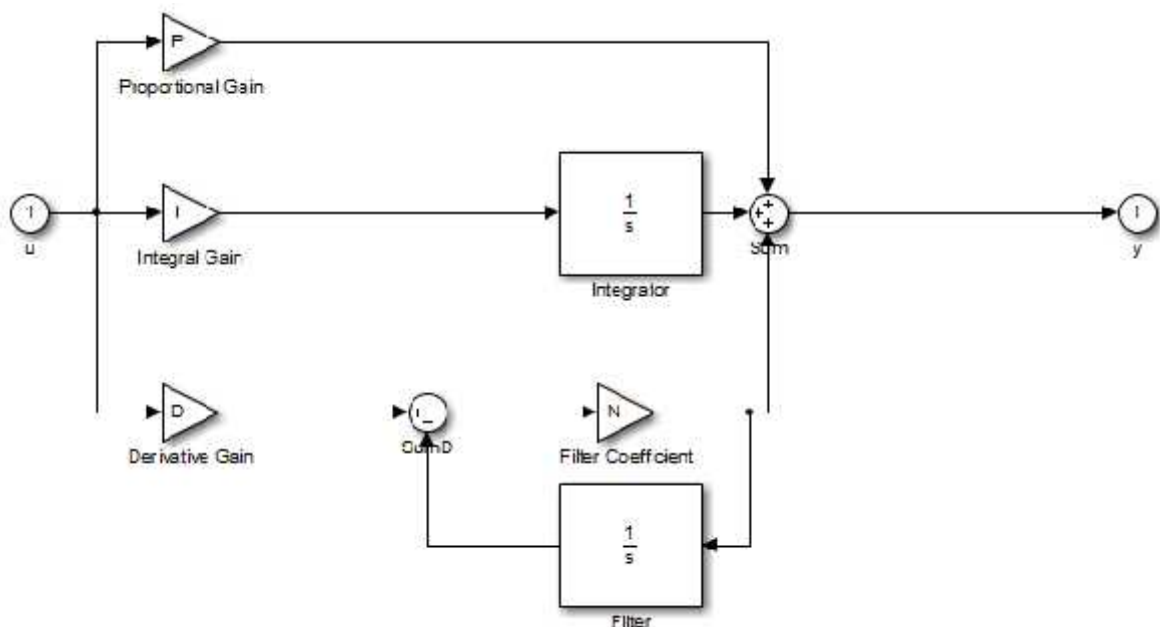 P
Proportional Gain
1
u
I
Integral Gain
1
s
Integrator
+
+
+
Sum
1
y
D
Derivative Gain
+
_
SumD
N
Filter Coefficient
1
s
Filter